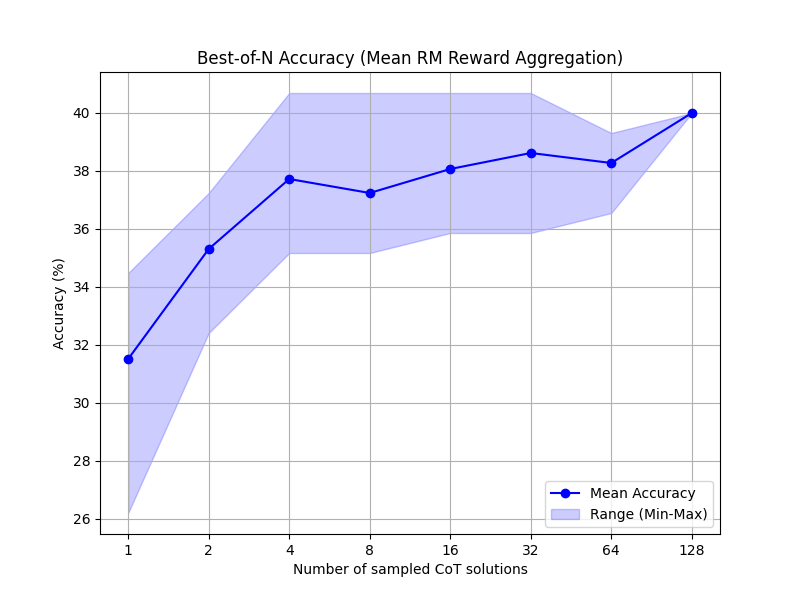 Best-of-N Accuracy (Mean RM Reward Aggregation)
Accuracy (%)
40
38
36
34
32
30
28
26
1 2 4 8 16 32 64 128
Number of sampled CoT solutions
Mean Accuracy
Range (Min-Max)